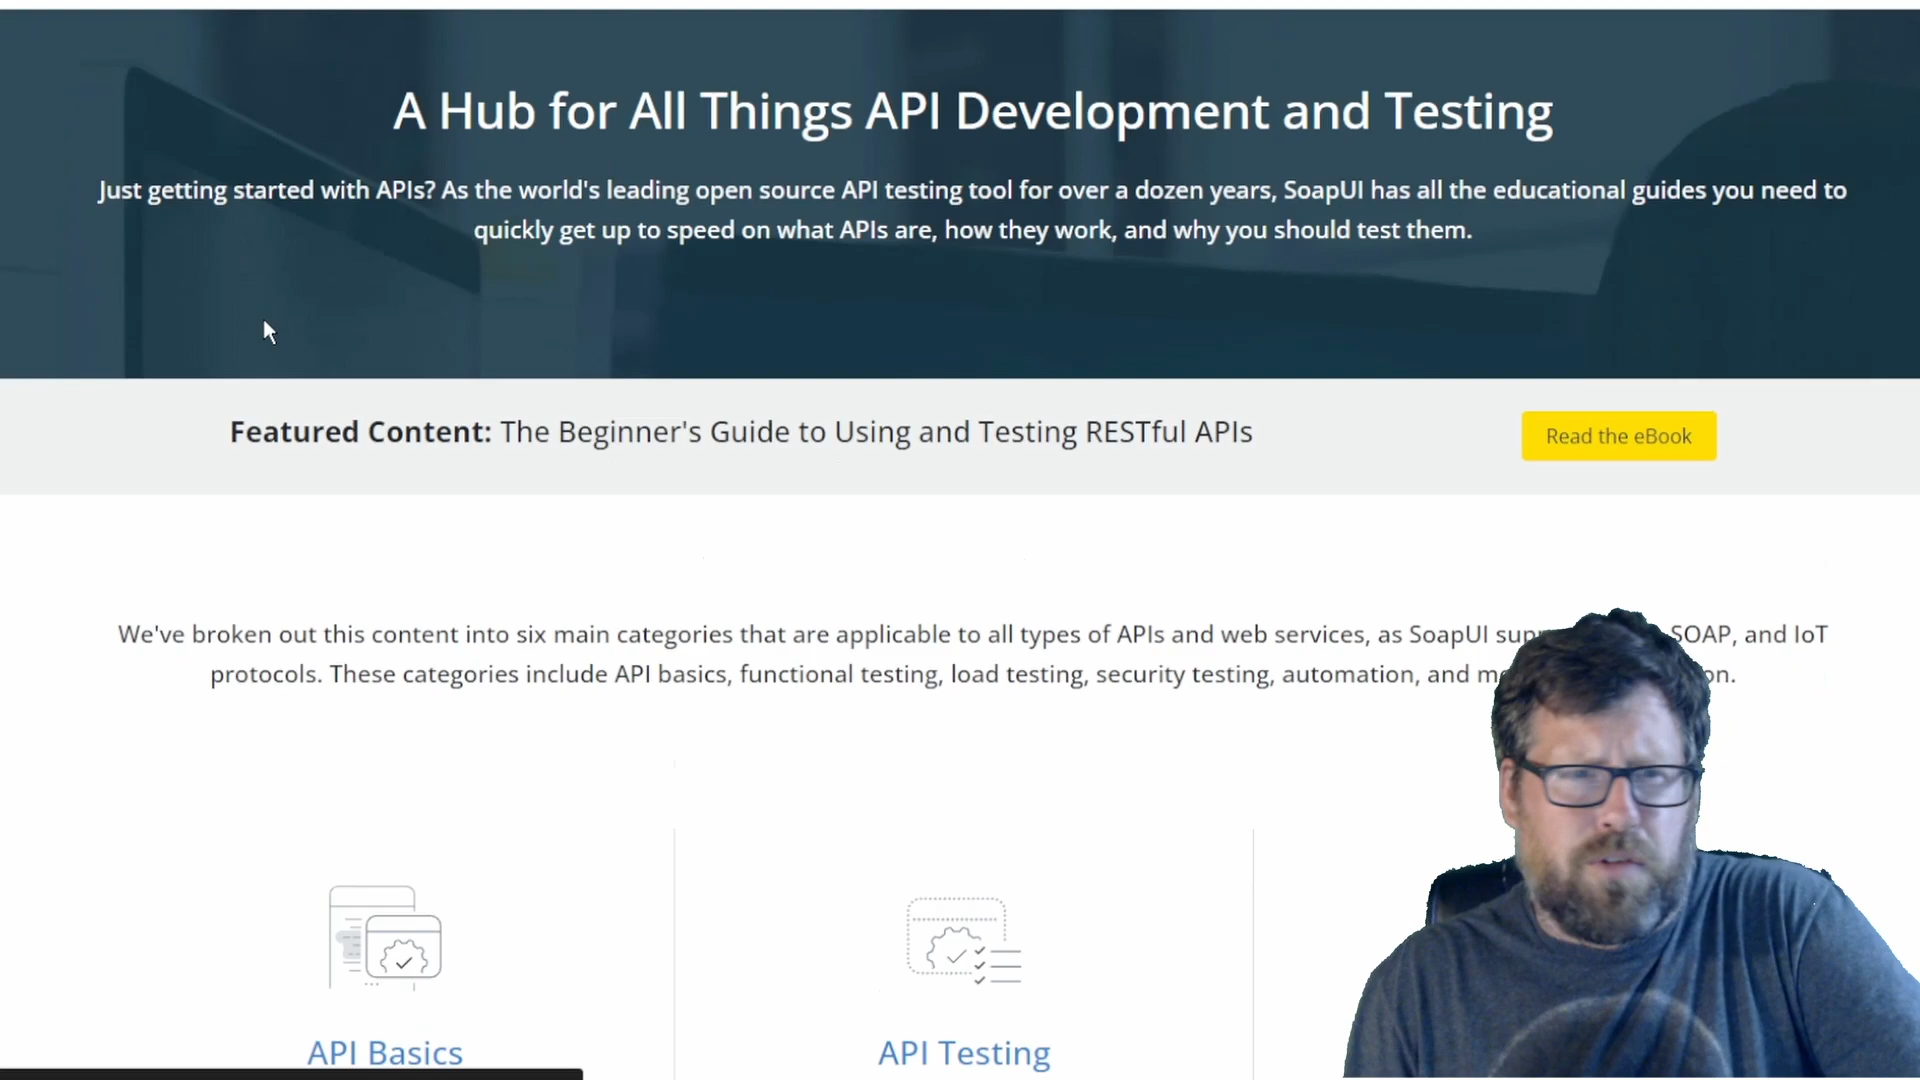 A Hub for All Things API Development and Testing
Just getting started with APIs? As the world's leading open source API testing tool for over a dozen years, SoapUI has all the educational guides you need to
quickly get up to speed on what APIs are, how they work, and why you should test them.
Featured Content: The Beginner's Guide to Using and Testing RESTful APIs
Read the eBook
We've broken out this content into six main categories that are applicable to all types of APIs and web services, as SoapUI SOAP, and IoT
protocols. These categories include API basics, functional testing, load testing, security testing, automation, and
API Basics
API Testing